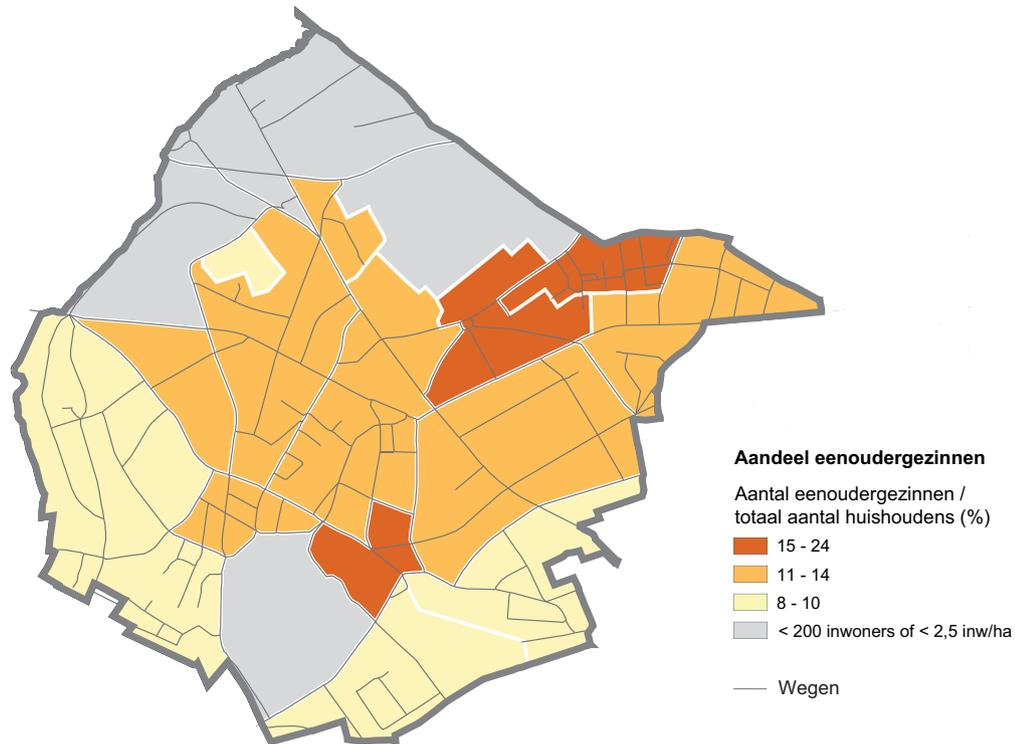 Aandeel eenoudergezinnen
Aantal eenoudergezinnen /
totaal aantal huishoudens (%)
15 - 24
11 - 14
8 - 10
< 200 inwoners of < 2,5 inw/ha
Wegen